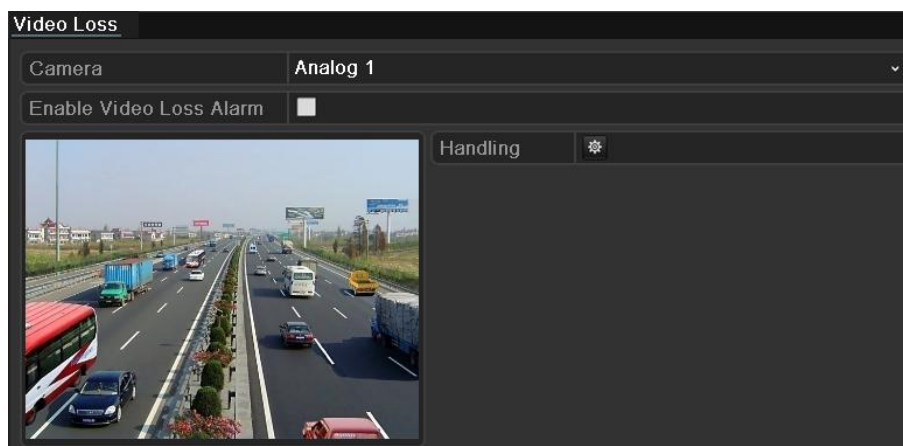 Video Loss
Camera
Analog 1
Enable Video Loss Alarm
Handling